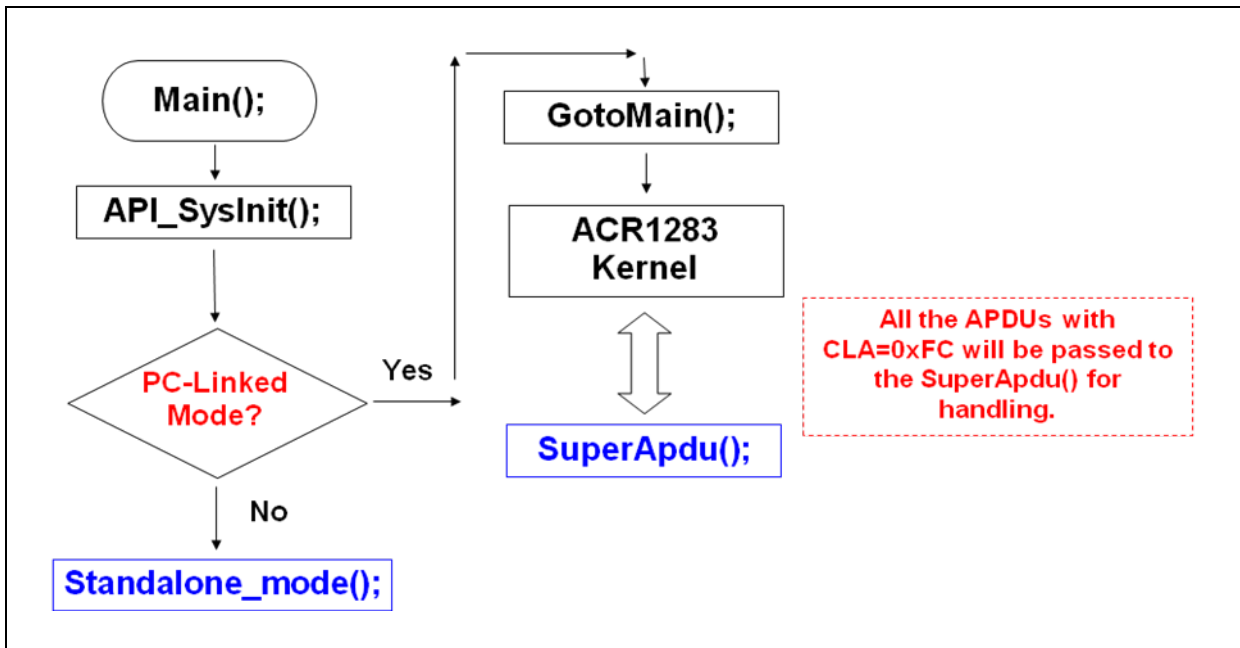 Main();
API_SysInit();
PC-Linked
Mode?
Yes
No
Standalone_mode();
GotoMain();
ACR1283
Kernel
SuperApdu();
All the APDUs with
CLA=0xFC will be passed to
the SuperApdu() for
handling.